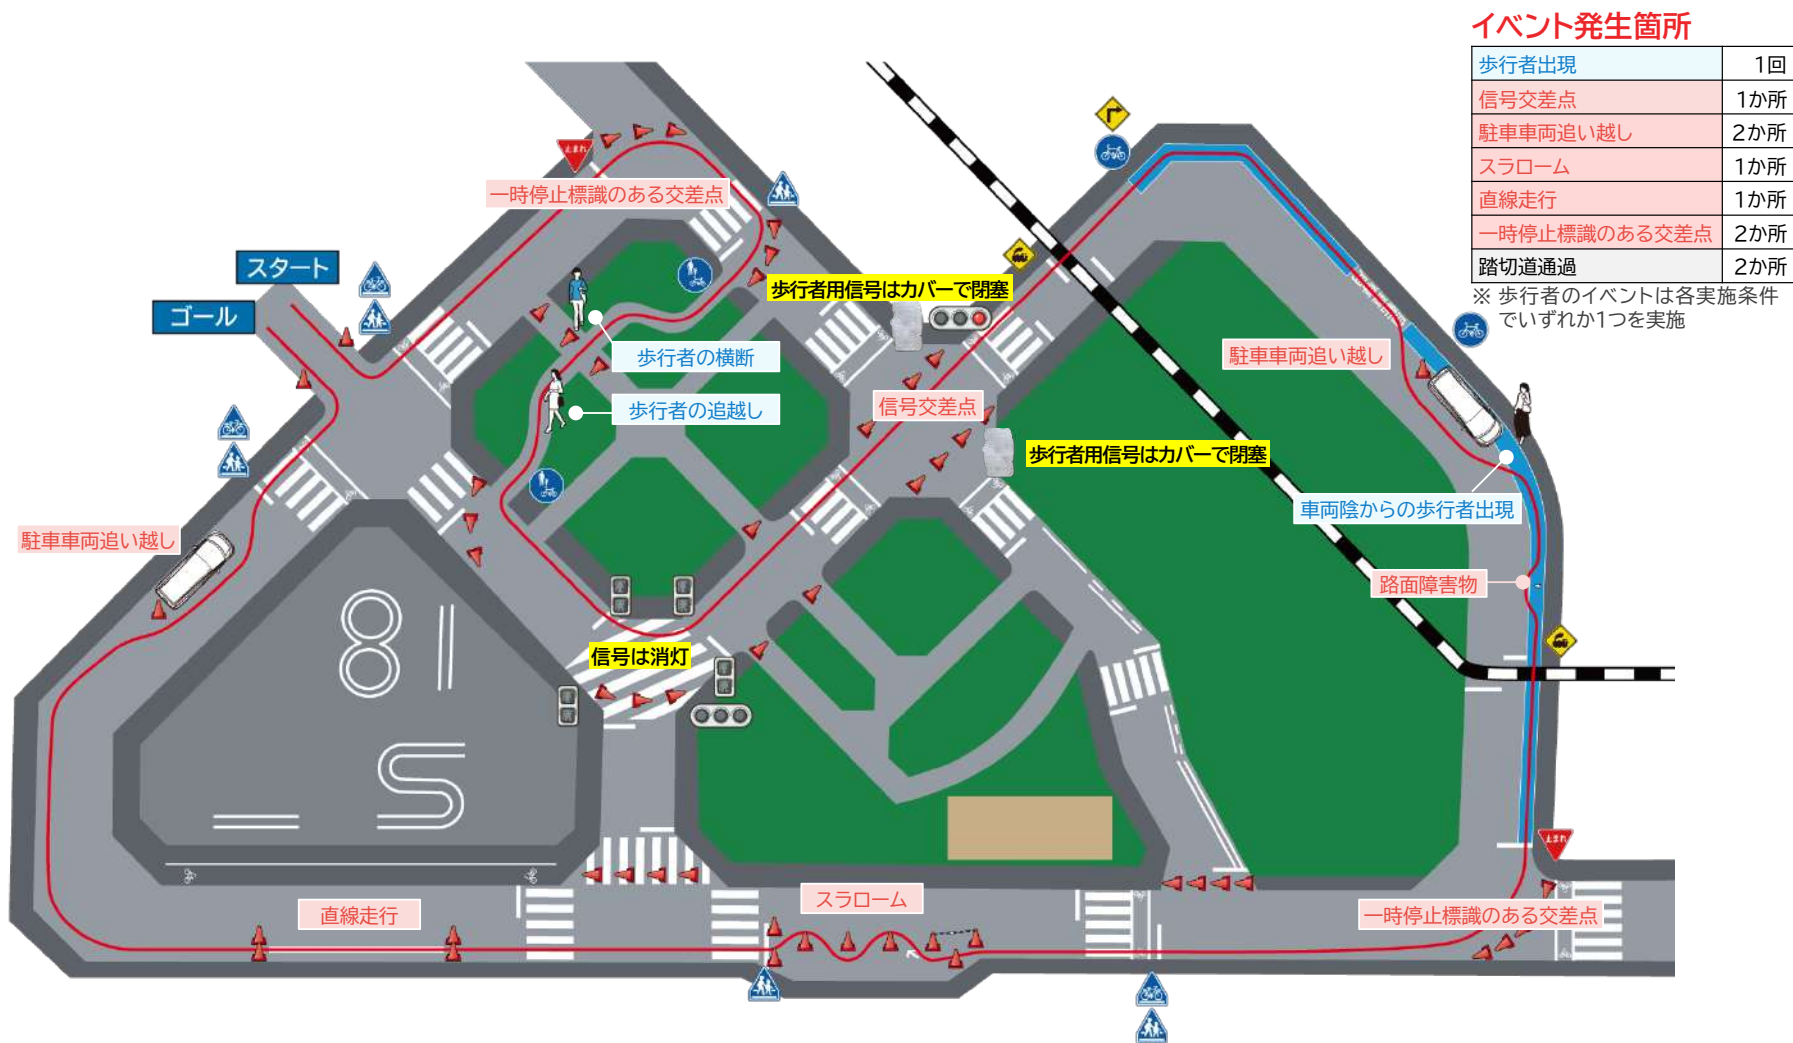 イベント発生箇所
歩行者出現 1回
信号交差点 1か所
駐車車両追い越し 2か所
スラローム 1か所
直線走行 1か所
一時停止標識のある交差点 2か所
踏切道通過 2か所
※ 歩行者のイベントは各実施条件
でいずれか1つを実施
止まれ
一時停止標識のある交差点
スタート
ゴール
歩行者用信号はカバーで閉塞
歩行者の横断
歩行者の追越し
信号交差点
歩行者用信号はカバーで閉塞
駐車車両追い越し
車両陰からの歩行者出現
路面障害物
駐車車両追い越し
信号は消灯
止まれ
スラローム
直線走行
一時停止標識のある交差点